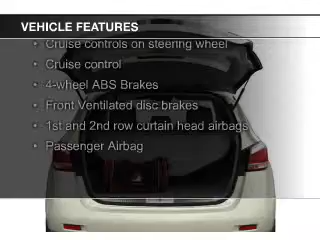 VEHICLE FEATURES
• Cruise controls on steering wheel
• Cruise control
• 4-wheel ABS Brakes
• Front Ventilated disc brakes
• 1st and 2nd row curtain head airbags
• Passenger Airbag